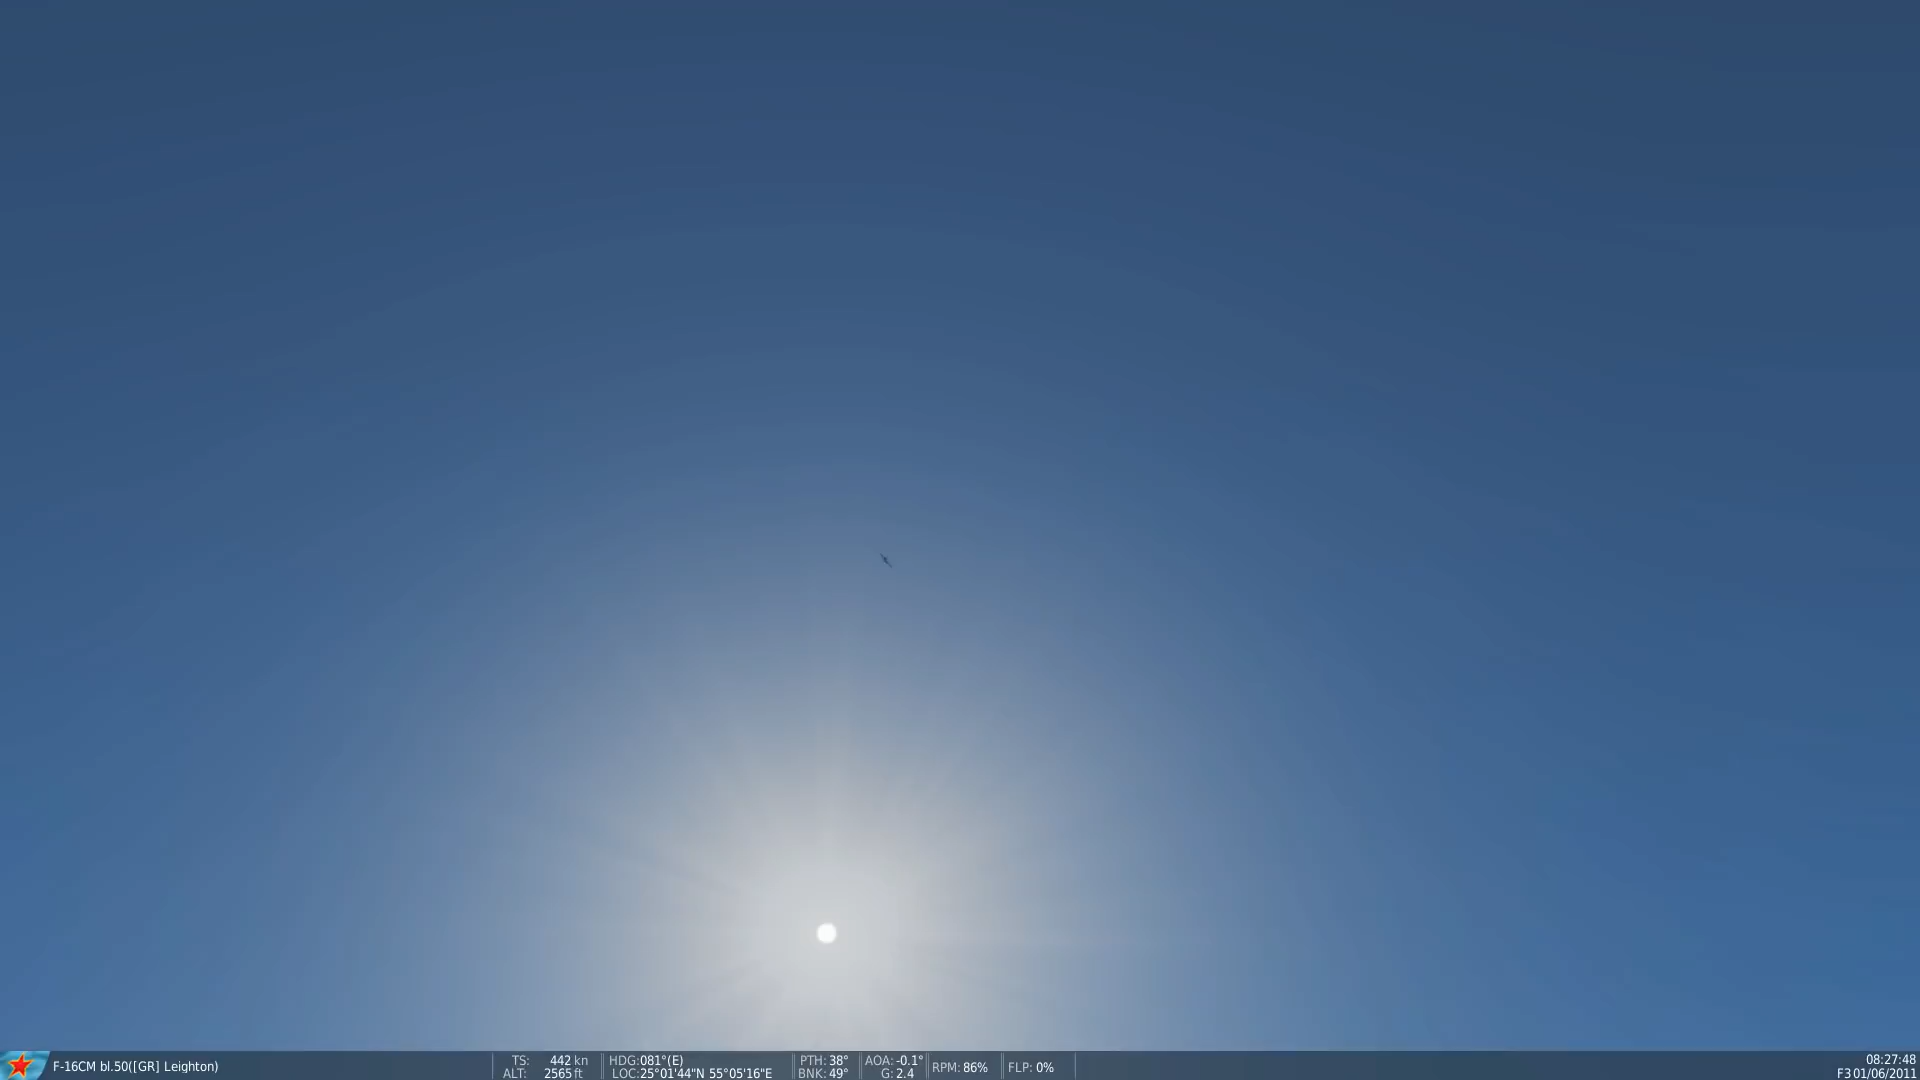 F-16CM bl.50([GR] Leighton)
TS: 442 kn
ALT: 2565 ft
HDG:081°(E)
LOC:25°01'44"N 55°05'16"E
PTH: 38°
BNK: 49°
AOA: -0.1°
G: 2.4
RPM: 86%
FLP: 0%
08:27:48
F3 01/06/2011